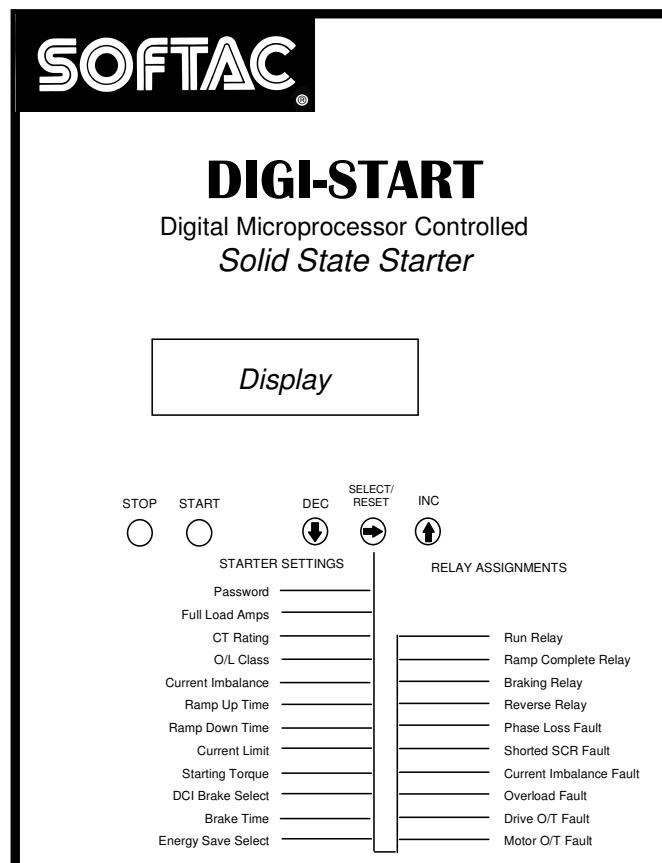 SOFTAC
®
DIGI-START
Digital Microprocessor Controlled
Solid State Starter
Display
STOP START DEC SELECT/ RESET INC
STARTER SETTINGS
Password
Full Load Amps
CT Rating
O/L Class
Current Imbalance
Ramp Up Time
Ramp Down Time
Current Limit
Starting Torque
DCI Brake Select
Brake Time
Energy Save Select
RELAY ASSIGNMENTS
Run Relay
Ramp Complete Relay
Braking Relay
Reverse Relay
Phase Loss Fault
Shorted SCR Fault
Current Imbalance Fault
Overload Fault
Drive O/T Fault
Motor O/T Fault